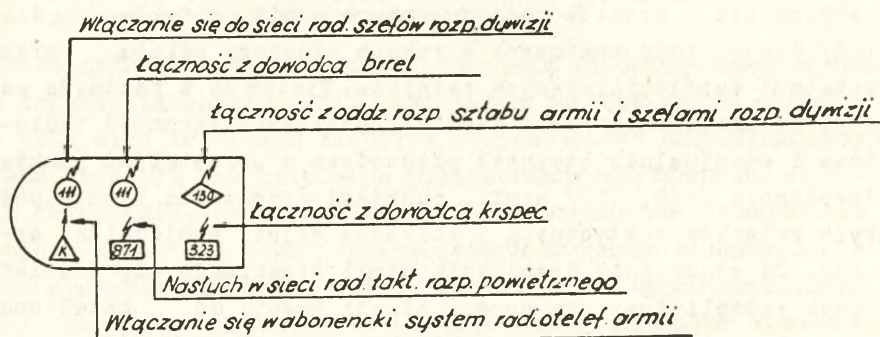 Włączanie się do sieci rad. szefów rozp. dywizji
Łączność z dowódcą brrel
Łączność z oddz. rozp. sztabu armii i szefami rozp. dywizji
111 111 130
Łączność z dowódcą krspec
K 871 323
Nasłuch w sieci rad. takt. rozp. powietrznego
Włączanie się w abonencki system radiotelef. armii